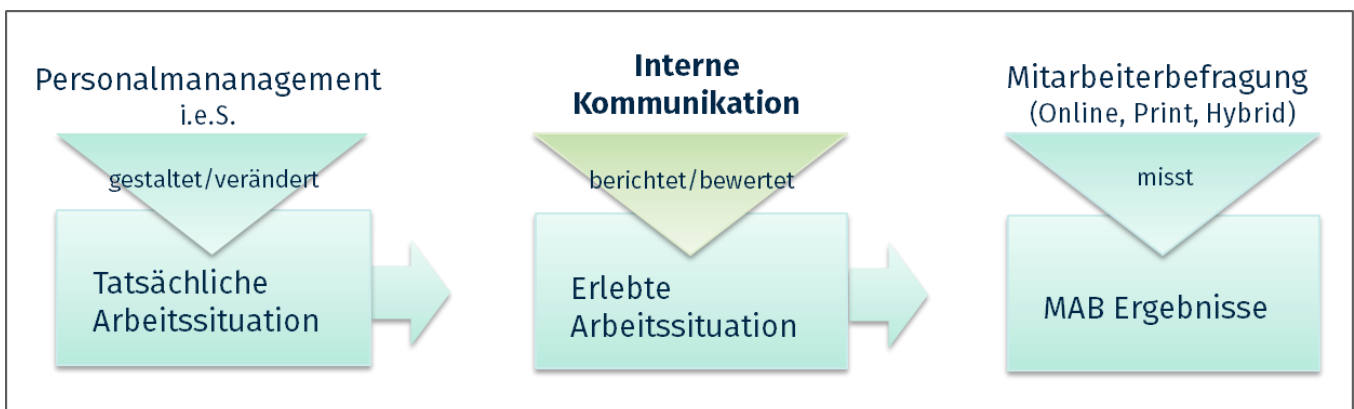 Personalmananagement
i.e.S.
gestaltet/verändert
Tatsächliche
Arbeitssituation
Interne
Kommunikation
berichtet/bewertet
Erlebte
Arbeitssituation
Mitarbeiterbefragung
(Online, Print, Hybrid)
misst
MAB Ergebnisse